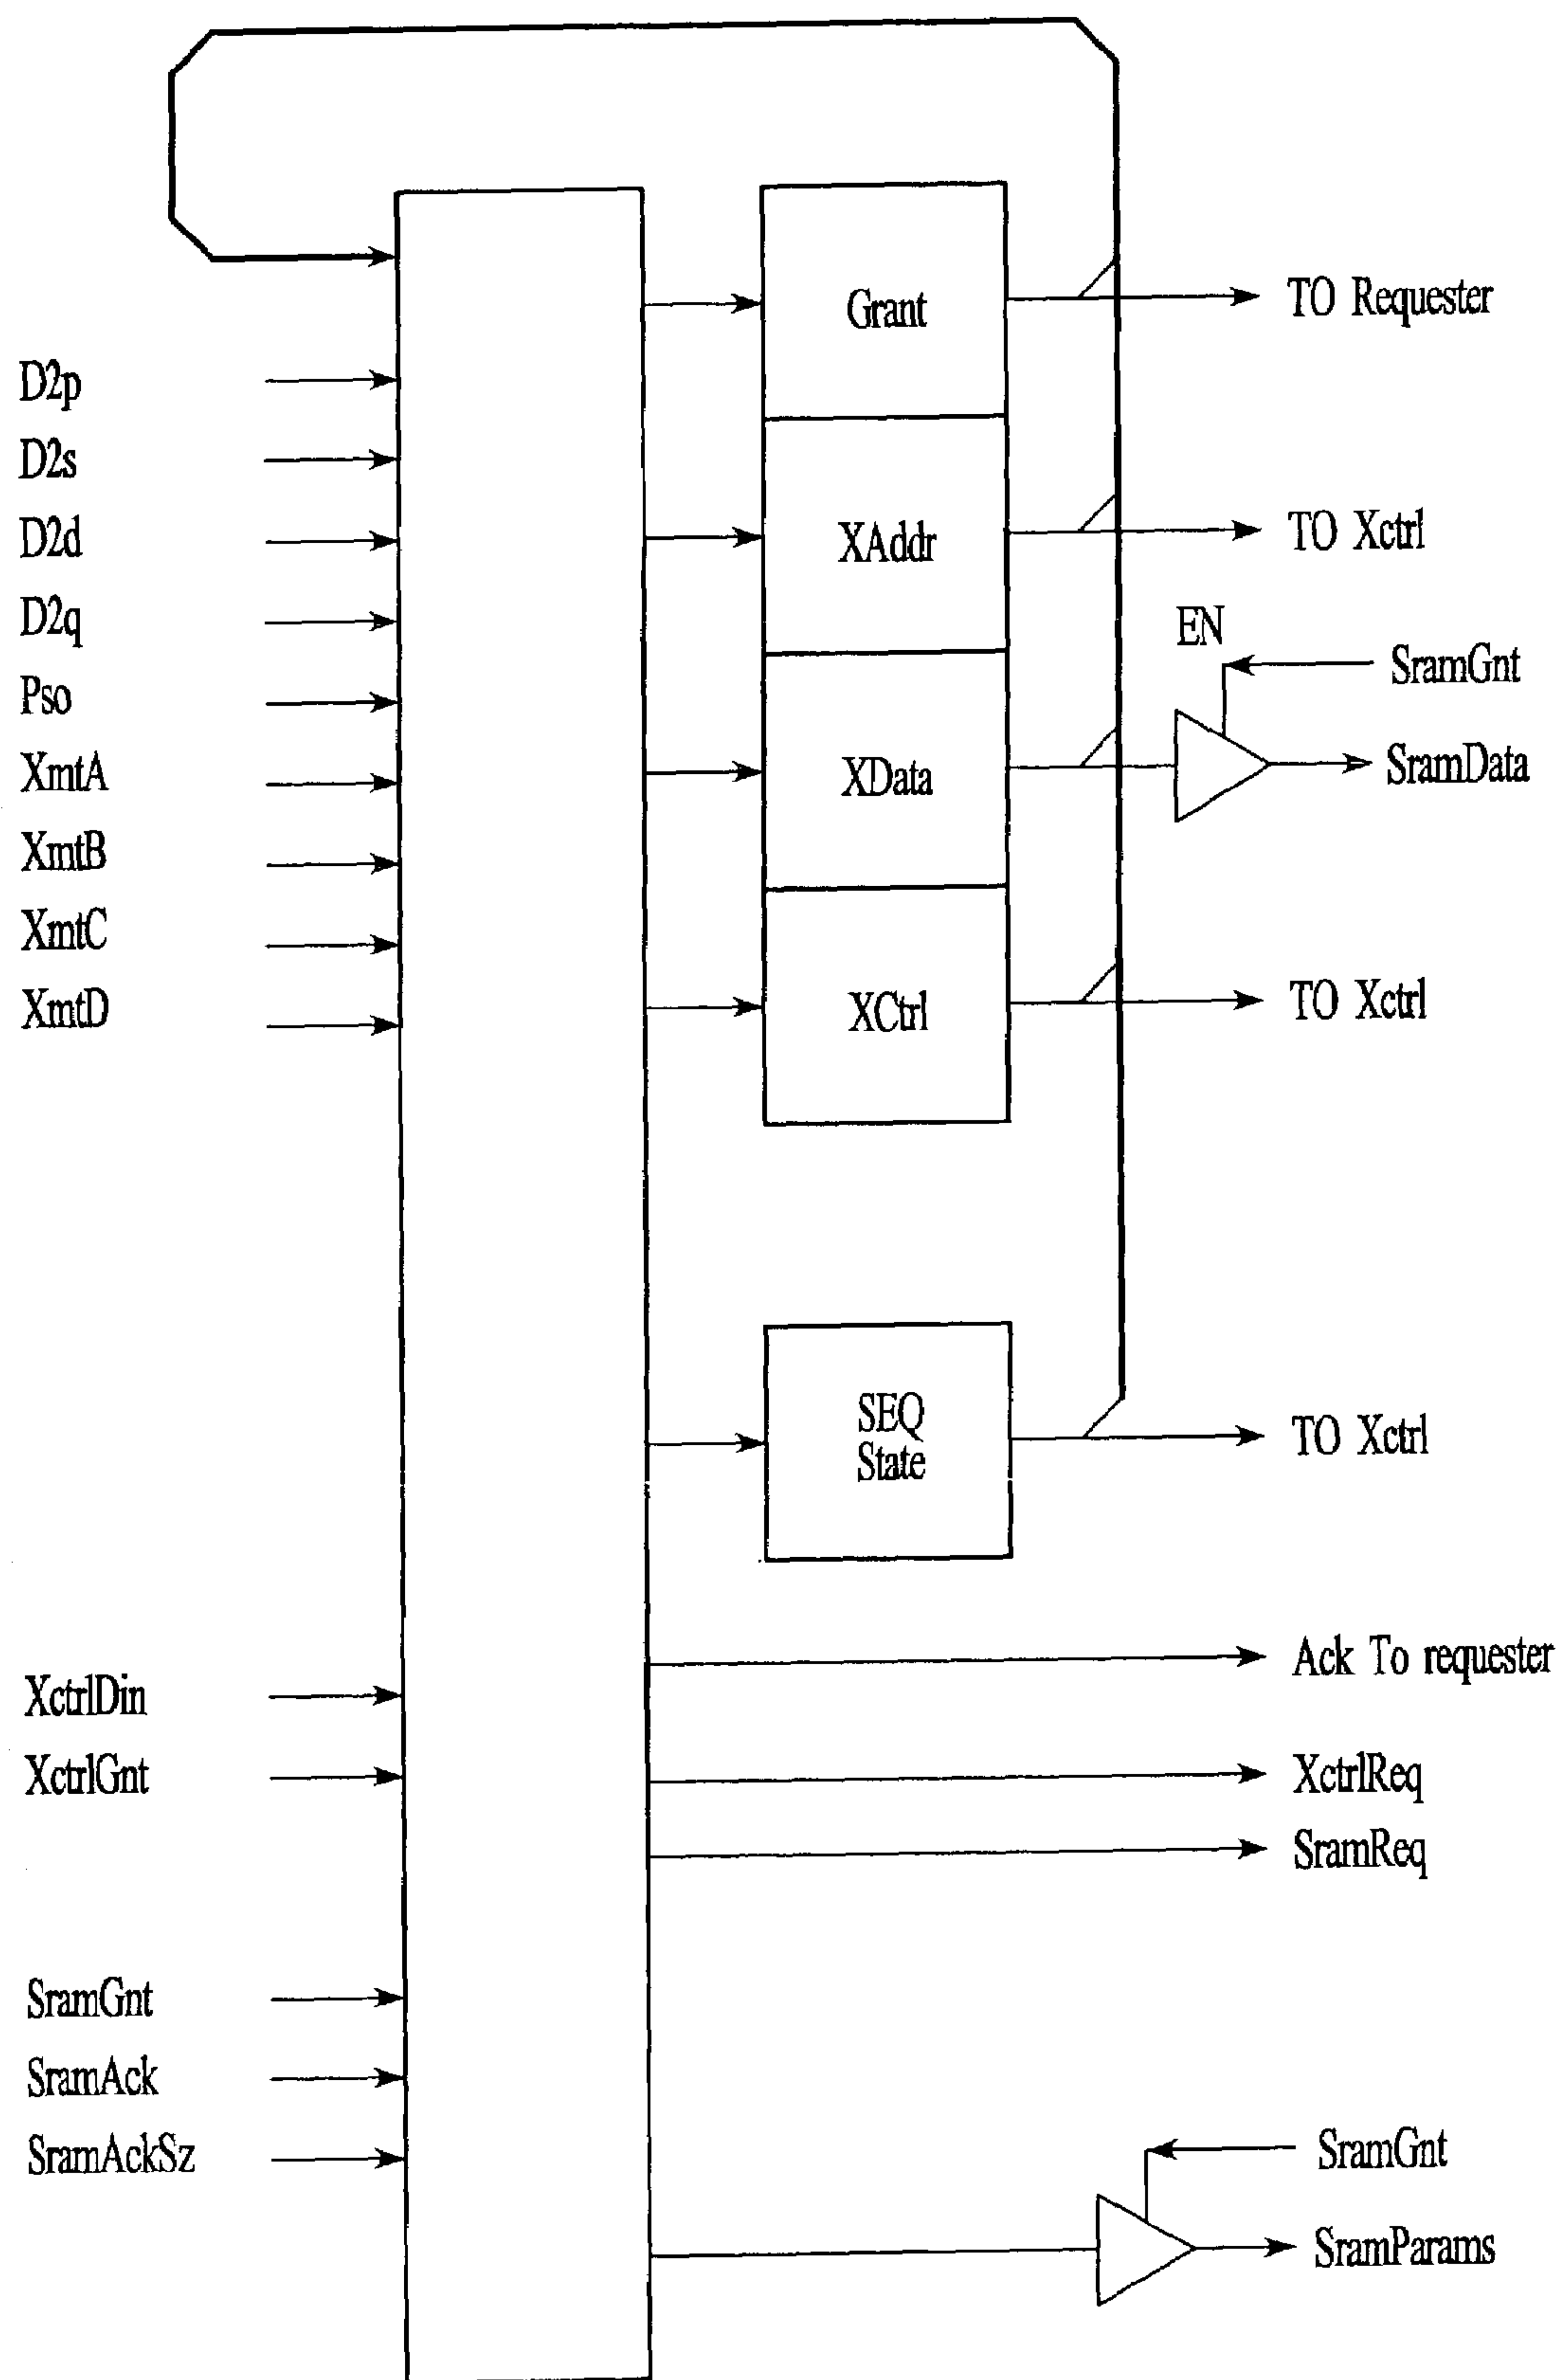 Grant
TO Requester
D2p
D2s
D2d
XAddr
TO Xctrl
D2q
EN
SramGnt
Pso
XmtA
XData
SramData
XmtB
XmtC
XmtD
XCtrl
TO Xctrl
SEQ
State
TO Xctrl
Ack To requester
XctrlDin
XctrlGnt
XctrlReq
SramReq
SramGnt
SramAck
SramAckSz
SramGnt
SramParams